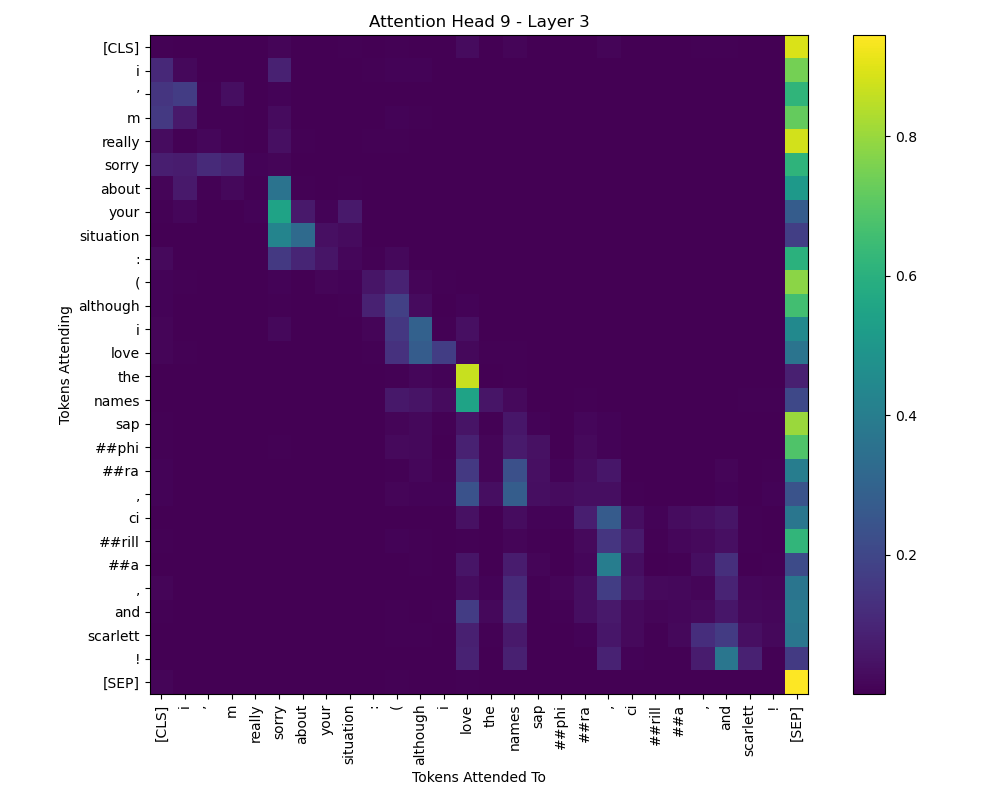 Attention Head 9 - Layer 3
Tokens Attending
[CLS]
i
’
m
really
sorry
about
your
situation
:
(
although
i
love
the
names
sap
##phi
##ra
,
ci
##rill
##a
,
and
scarlett
!
[SEP]
[CLS]
i
’
m
really
sorry
about
your
situation
:
(
although
i
love
the
names
sap
##phi
##ra
,
ci
##rill
##a
,
and
scarlett
!
[SEP]
Tokens Attended To
0.8
0.6
0.4
0.2